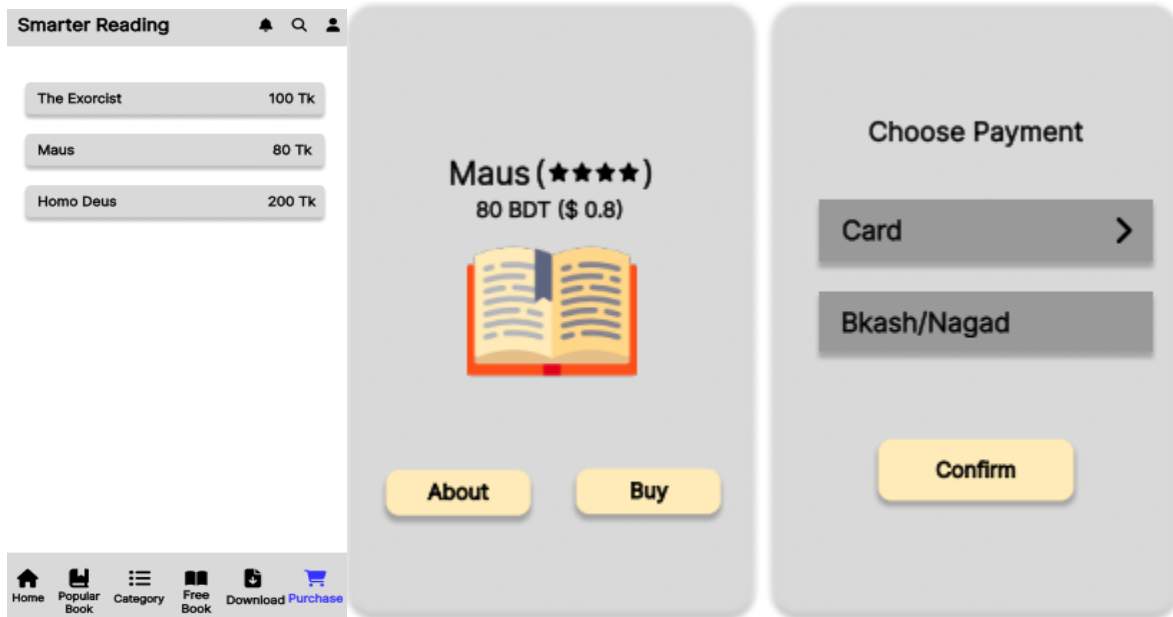 Smarter Reading
The Exorcist 100 Tk
Maus 80 Tk
Homo Deus 200 Tk
Home Popular Book Category Free Book Download Purchase
Maus (★★★★)
80 BDT ($ 0.8)
About Buy
Choose Payment
Card
Bkash/Nagad
Confirm